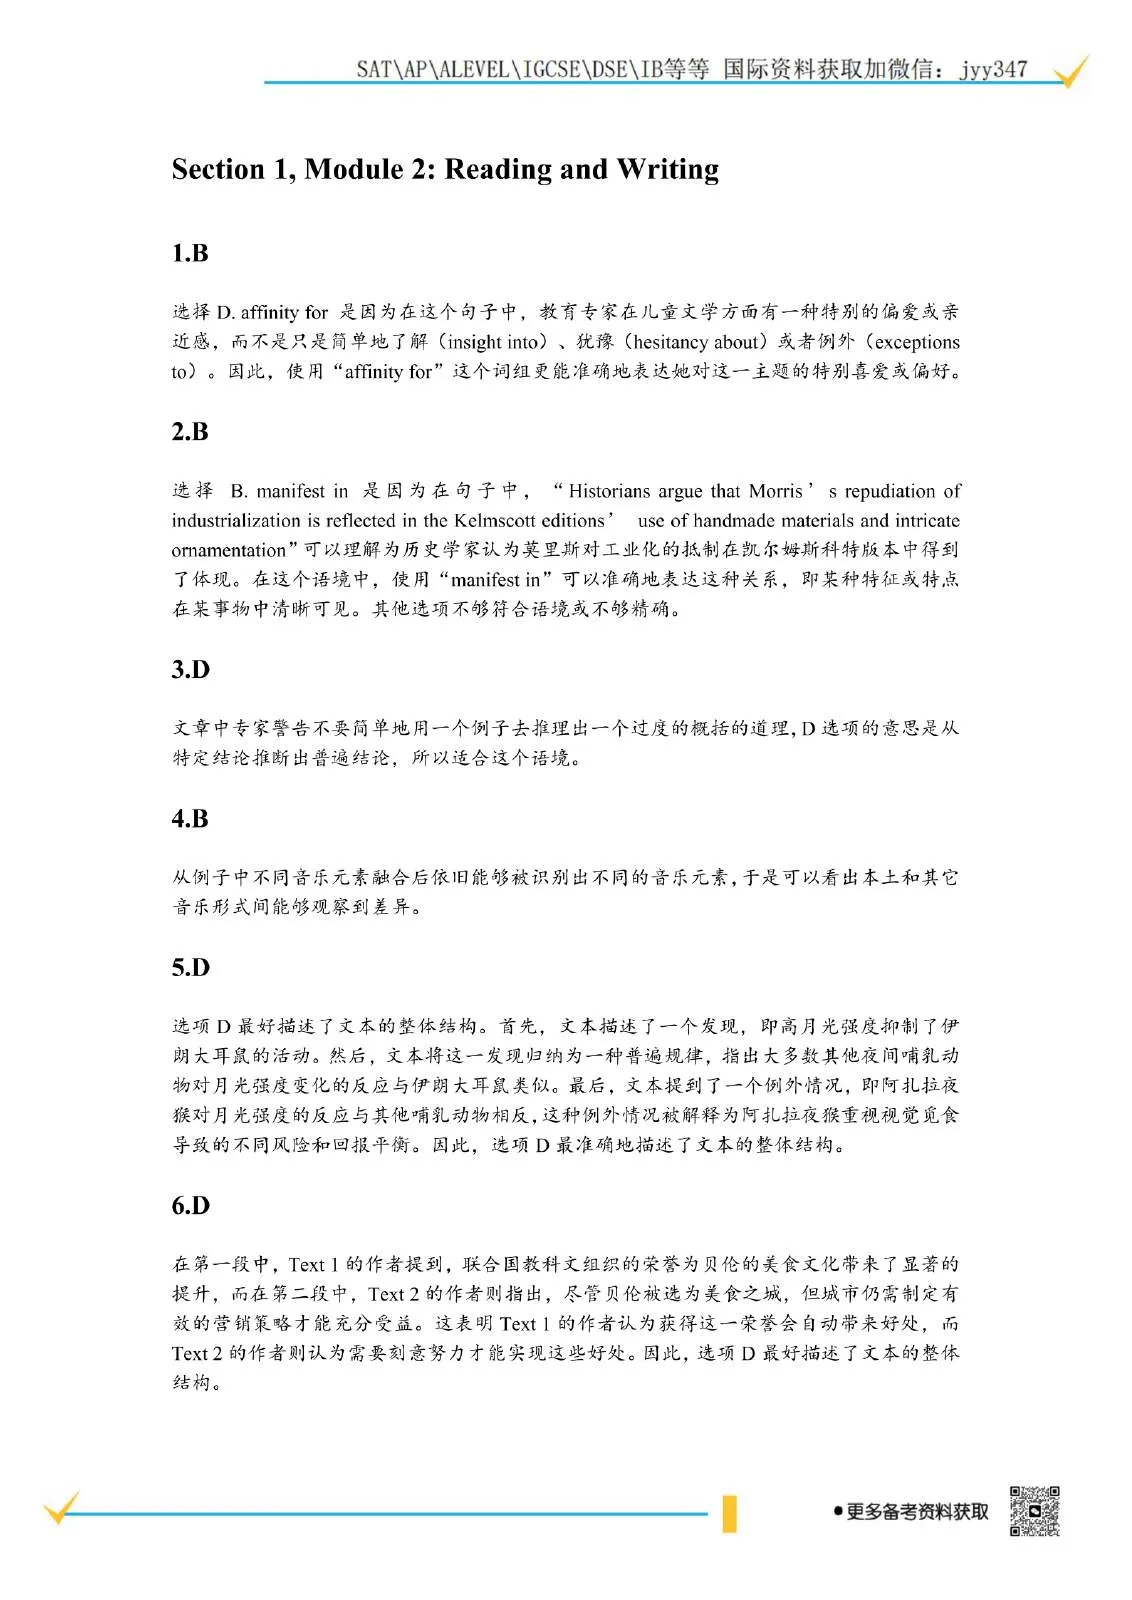 SAT\AP\ALEVEL\IGCSE\DSE\IB等等 国际资料获取加微信：jyy347
Section 1, Module 2: Reading and Writing
1.B
选择 D. affinity for 是因为在这个句子中，教育专家在儿童文学方面有一种特别的偏爱或亲
近感，而不是只是简单地了解（insight into）、犹豫（hesitancy about）或者例外（exceptions
to）。因此，使用“affinity for”这个词组更能准确地表达她对这一主题的特别喜爱或偏好。
2.B
选择 B. manifest in 是因为在句子中，“Historians argue that Morris’s repudiation of
industrialization is reflected in the Kelmscott editions’ use of handmade materials and intricate
ornamentation”可以理解为历史学家认为莫里斯对工业化的抵制在凯尔姆斯科特版本中得到
了体现。在这个语境中，使用“manifest in”可以准确地表达这种关系，即某种特征或特点
在某事物中清晰可见。其他选项不够符合语境或不够精确。
3.D
文章中专家警告不要简单地用一个例子去推理出一个过度的概括的道理，D 选项的意思是从
特定结论推断出普遍结论，所以适合这个语境。
4.B
从例子中不同音乐元素融合后依旧能够被识别出不同的音乐元素，于是可以看出本土和其它
音乐形式间能够观察到差异。
5.D
选项 D 最好描述了文本的整体结构。首先，文本描述了一个发现，即高月光强度抑制了伊
朗大耳鼠的活动。然后，文本将这一发现归纳为一种普遍规律，指出大多数其他夜间哺乳动
物对月光强度变化的反应与伊朗大耳鼠类似。最后，文本提到了一个例外情况，即阿扎拉夜
猴对月光强度的反应与其他哺乳动物相反，这种例外情况被解释为阿扎拉夜猴重视视觉觅食
导致的不同风险和回报平衡。因此，选项 D 最准确地描述了文本的整体结构。
6.D
在第一段中，Text 1 的作者提到，联合国教科文组织的荣誉为贝伦的美食文化带来了显著的
提升，而在第二段中，Text 2 的作者则指出，尽管贝伦被选为美食之城，但城市仍需制定有
效的营销策略才能充分受益。这表明 Text 1 的作者认为获得这一荣誉会自动带来好处，而
Text 2 的作者则认为需要刻意努力才能实现这些好处。因此，选项 D 最好描述了文本的整体
结构。
•更多备考资料获取